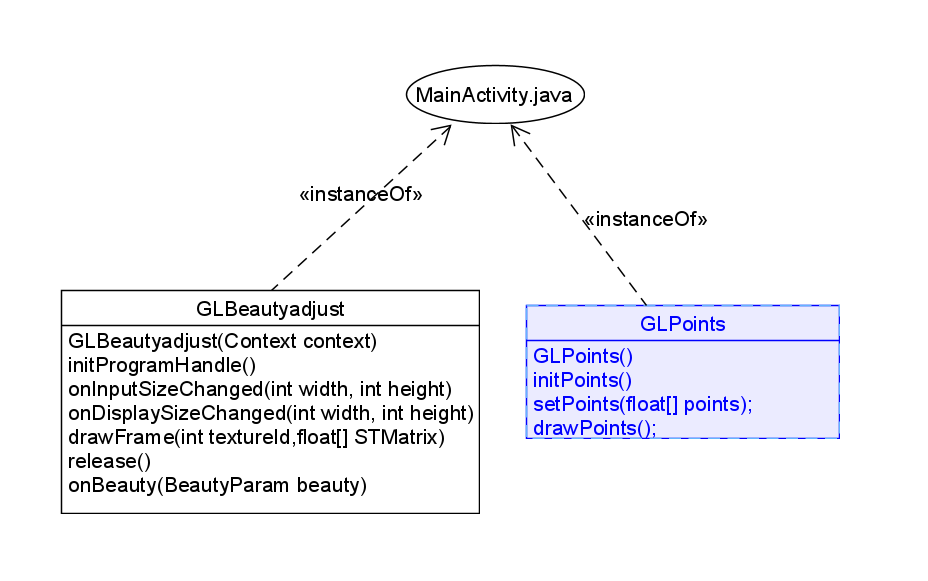 MainActivity.java
«instanceOf»
«instanceOf»
GLBeautyadjust
GLBeautyadjust(Context context)
initProgramHandle()
onInputSizeChanged(int width, int height)
onDisplaySizeChanged(int width, int height)
drawFrame(int textureId,float[] STMatrix)
release()
onBeauty(BeautyParam beauty)
GLPoints
GLPoints()
initPoints()
setPoints(float[] points);
drawPoints();